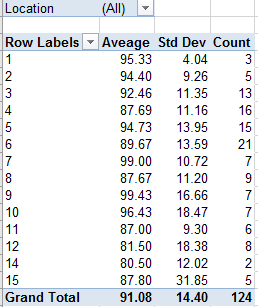 Location (All)
Row Labels Aveage Std Dev Count
1 95.33 4.04 3
2 94.40 9.26 5
3 92.46 11.35 13
4 87.69 11.16 16
5 94.73 13.95 15
6 89.67 13.59 21
7 99.00 10.72 7
8 87.67 11.20 9
9 99.43 16.66 7
10 96.43 18.47 7
11 87.00 9.30 6
12 81.50 18.38 8
14 80.50 12.02 2
15 87.80 31.85 5
Grand Total 91.08 14.40 124